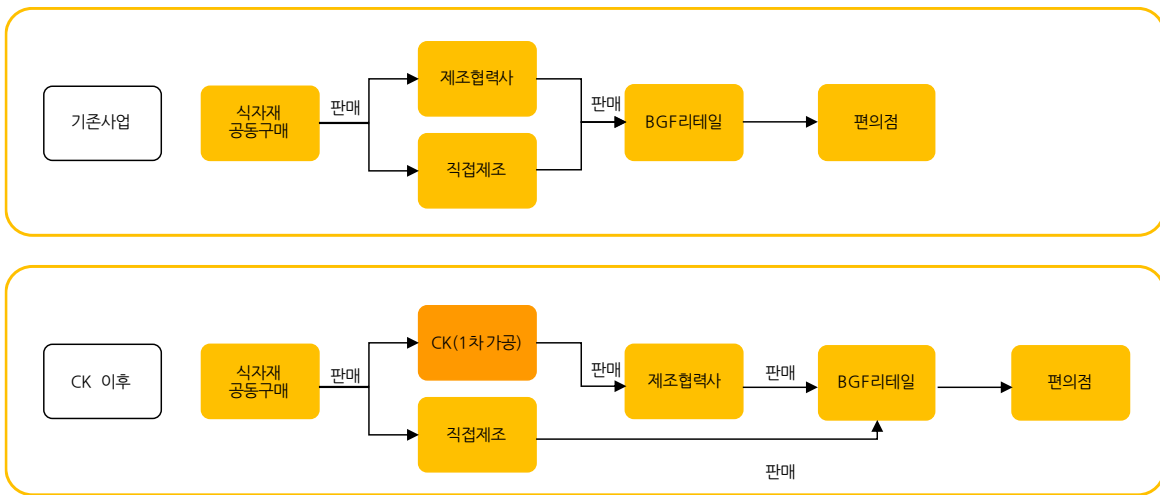 기존사업
식자재
공동구매
판매
제조협력사
직접제조
판매
BGF리테일
편의점
CK 이후
식자재
공동구매
판매
CK(1차 가공)
직접제조
판매
제조협력사
판매
BGF리테일
편의점
판매